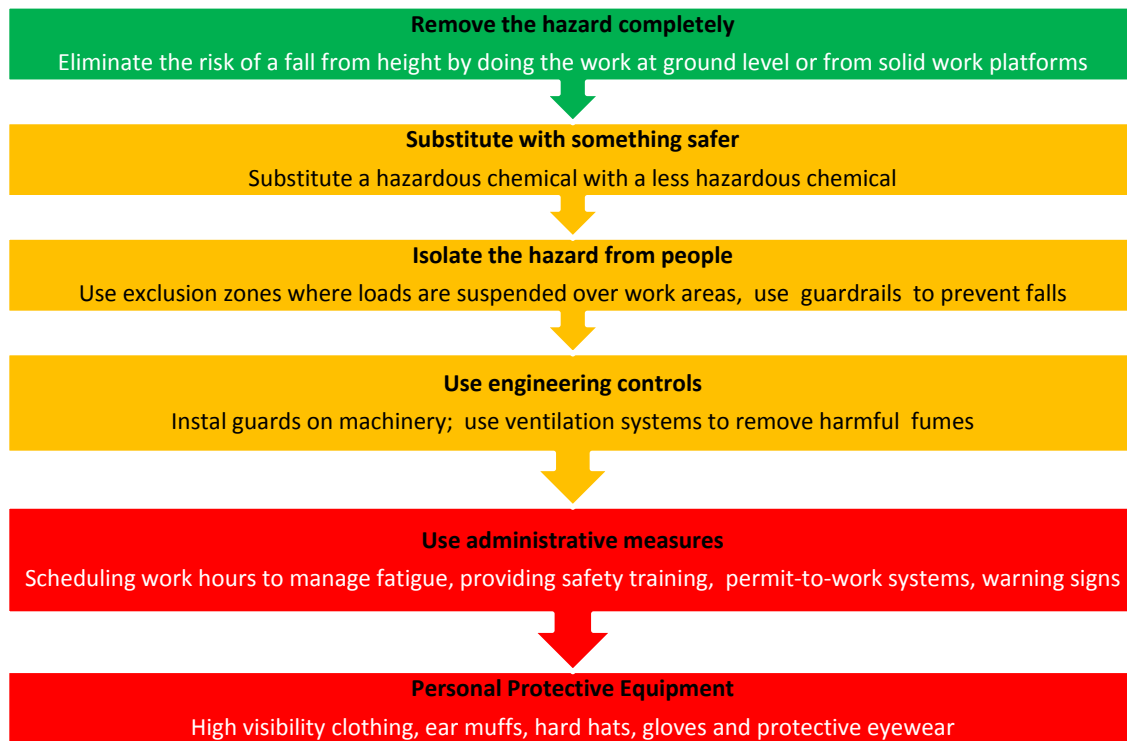 Remove the hazard completely
Eliminate the risk of a fall from height by doing the work at ground level or from solid work platforms
Substitute with something safer
Substitute a hazardous chemical with a less hazardous chemical
Isolate the hazard from people
Use exclusion zones where loads are suspended over work areas, use guardrails to prevent falls
Use engineering controls
Instal guards on machinery; use ventilation systems to remove harmful fumes
Use administrative measures
Scheduling work hours to manage fatigue, providing safety training, permit-to-work systems, warning signs
Personal Protective Equipment
High visibility clothing, ear muffs, hard hats, gloves and protective eyewear